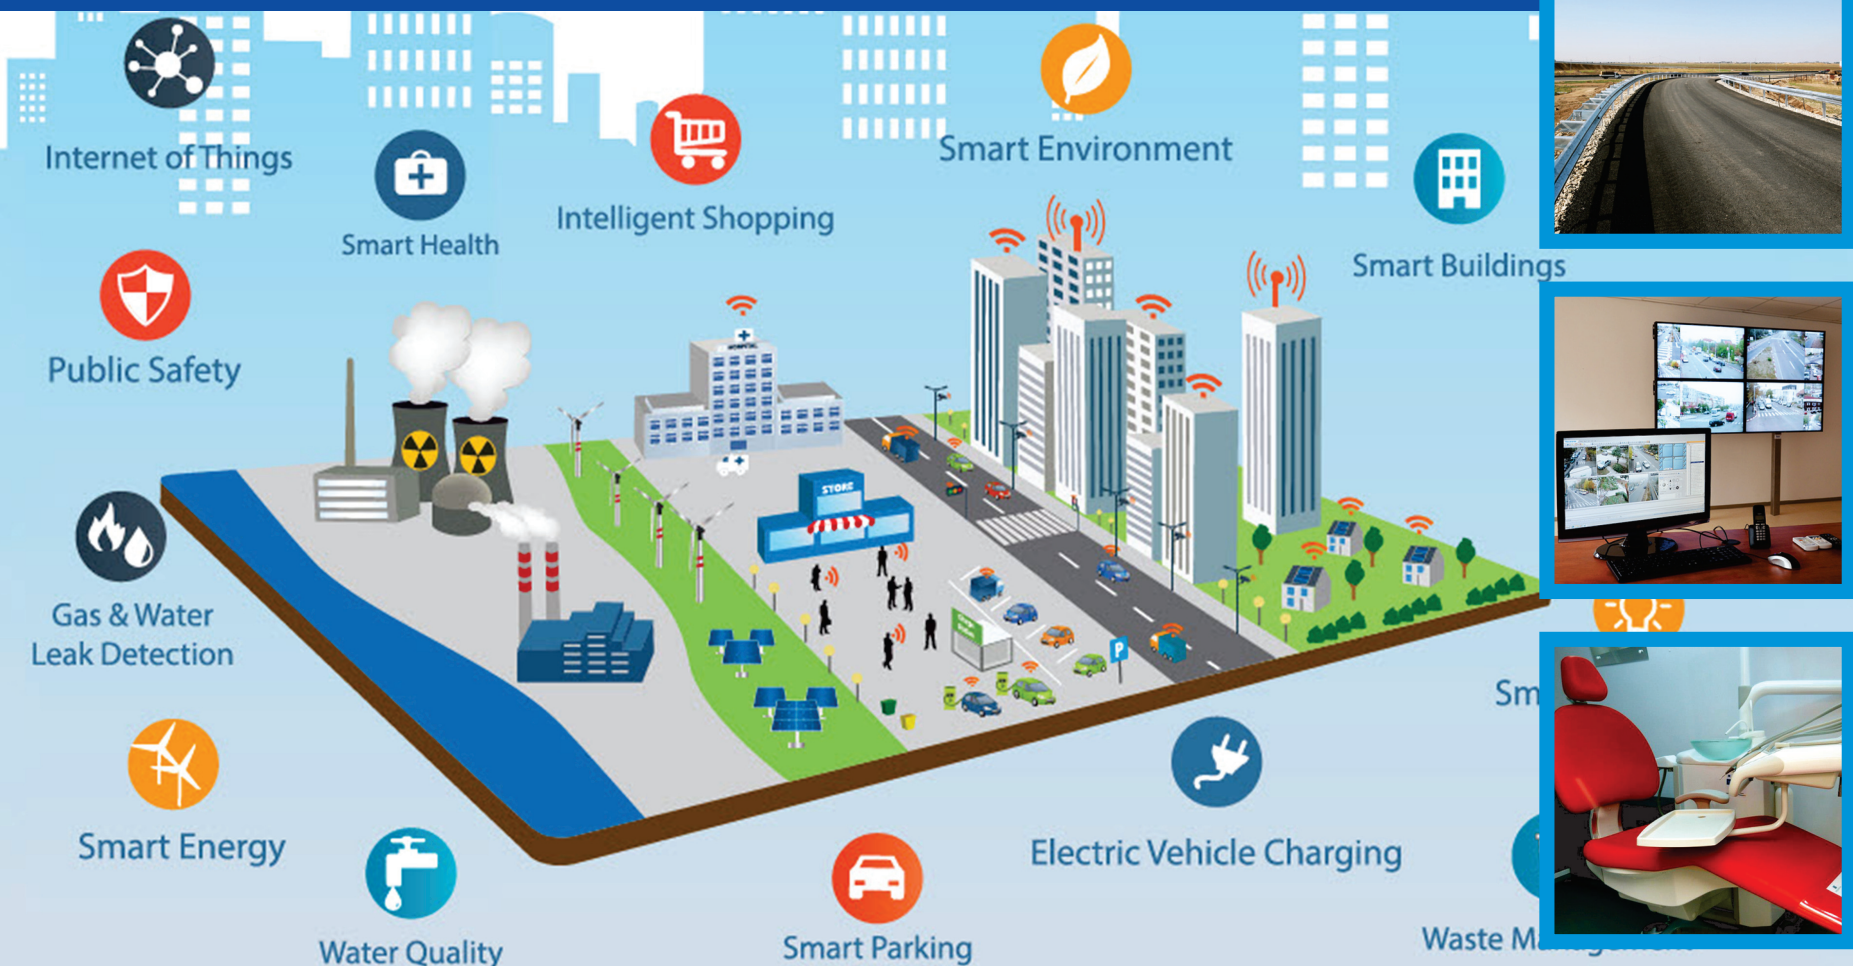 Internet of Things
Smart Health
Intelligent Shopping
Smart Environment
Smart Buildings
Public Safety
HOSPITAL
STORE
Gas & Water
Leak Detection
P
Smart Energy
Electric Vehicle Charging
Water Quality
Smart Parking
Waste